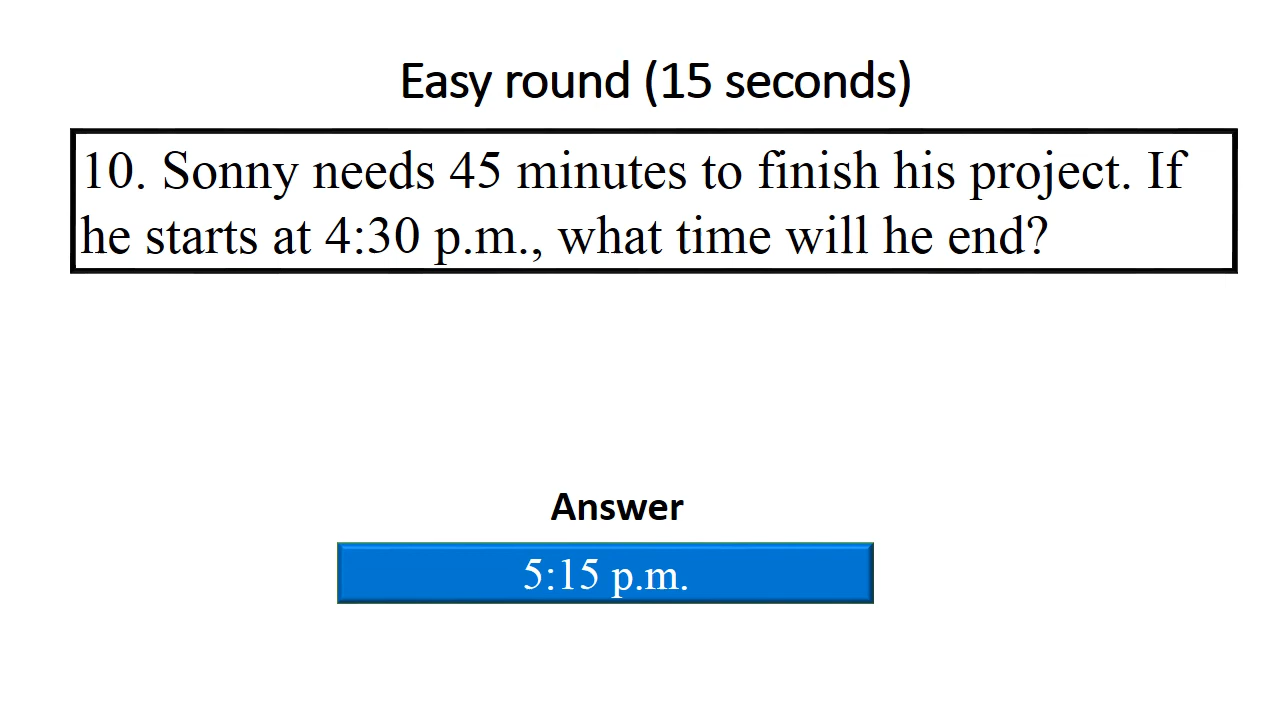 Easy round (15 seconds)
10. Sonny needs 45 minutes to finish his project. If
he starts at 4:30 p.m., what time will he end?
Answer
5:15 p.m.